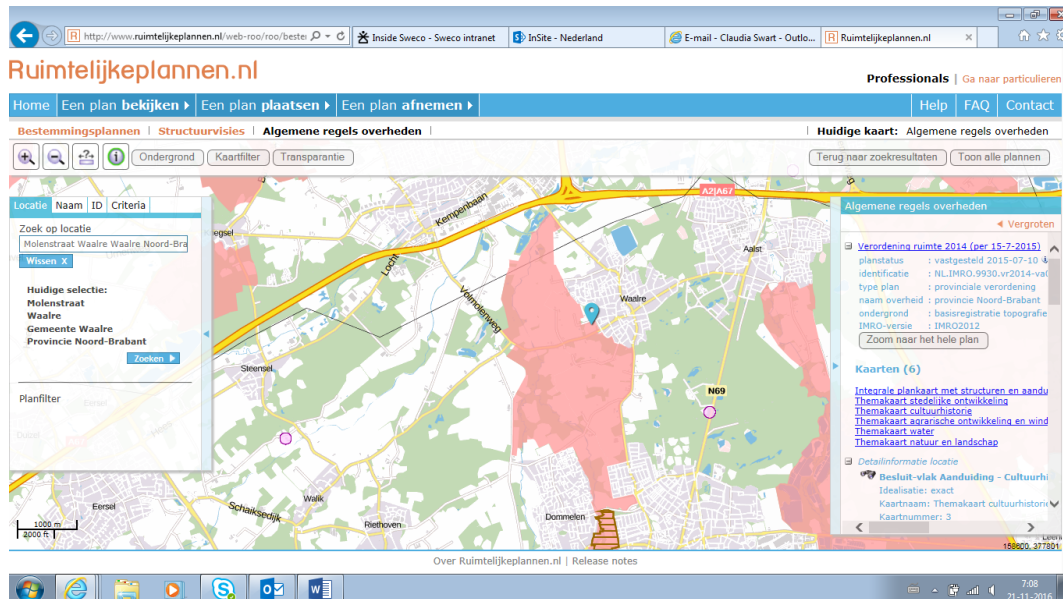 http://www.ruimtelijkeplannen.nl/web-roo/roo/bester
Inside Sweco - Sweco intranet
InSite - Nederland
E-mail - Claudia Swart - Outlo...
Ruimtelijkeplannen.nl
Ruimtelijkeplannen.nl
Professionals | Ga naar particulieren
Home Een plan bekijken Een plan plaatsen Een plan afnemen Help FAQ Contact
Bestemmingsplannen | Structuurvisies | Algemene regels overheden | | Huidige kaart: Algemene regels overheden
Ondergrond Kaartfilter Transparantie Terug naar zoekresultaten Toon alle plannen
Locatie Naam ID Criteria
Zoek op locatie
Molenstraat Waalre Waalre Noord-Bra
Wissen X
Huidige selectie:
Molenstraat
Waalre
Gemeente Waalre
Provincie Noord-Brabant
Zoeken
Planfilter
Eersel
Duizel
1000 m
2000 ft
egsel
Kempenbaan
Locht
Volmolenweg
A2|A67
Aalst
Waalre
Steensel
N69
Eersel
Schaiksedijk
Walik
Riethoven
Dommelen
Algemene regels overheden
Vergroten
Verordening ruimte 2014 (per 15-7-2015)
planstatus : vastgesteld 2015-07-10
identificatie : NL.IMRO.9930.vr2014-va0
type plan : provinciale verordening
naam overheid : provincie Noord-Brabant
ondergrond : basisregistratie topografie
IMRO-versie : IMRO2012
Zoom naar het hele plan
Kaarten (6)
Integrale plankaart met structuren en aandu
Themakaart stedelijke ontwikkeling
Themakaart cultuurhistorie
Themakaart agrarische ontwikkeling en wind
Themakaart water
Themakaart natuur en landschap
Detailinformatie locatie
Besluit-vlak Aanduiding - Cultuurhi
Idealisatie: exact
Kaartnaam: Themakaart cultuurhistorie
Kaartnummer: 3
158600, 377801
Over Ruimtelijkeplannen.nl | Release notes
7:08
21-11-2016